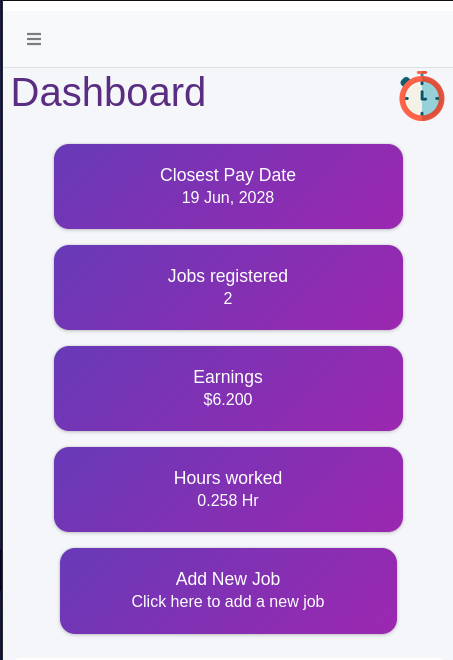 Dashboard
Closest Pay Date
19 Jun, 2028
Jobs registered
2
Earnings
$6.200
Hours worked
0.258 Hr
Add New Job
Click here to add a new job